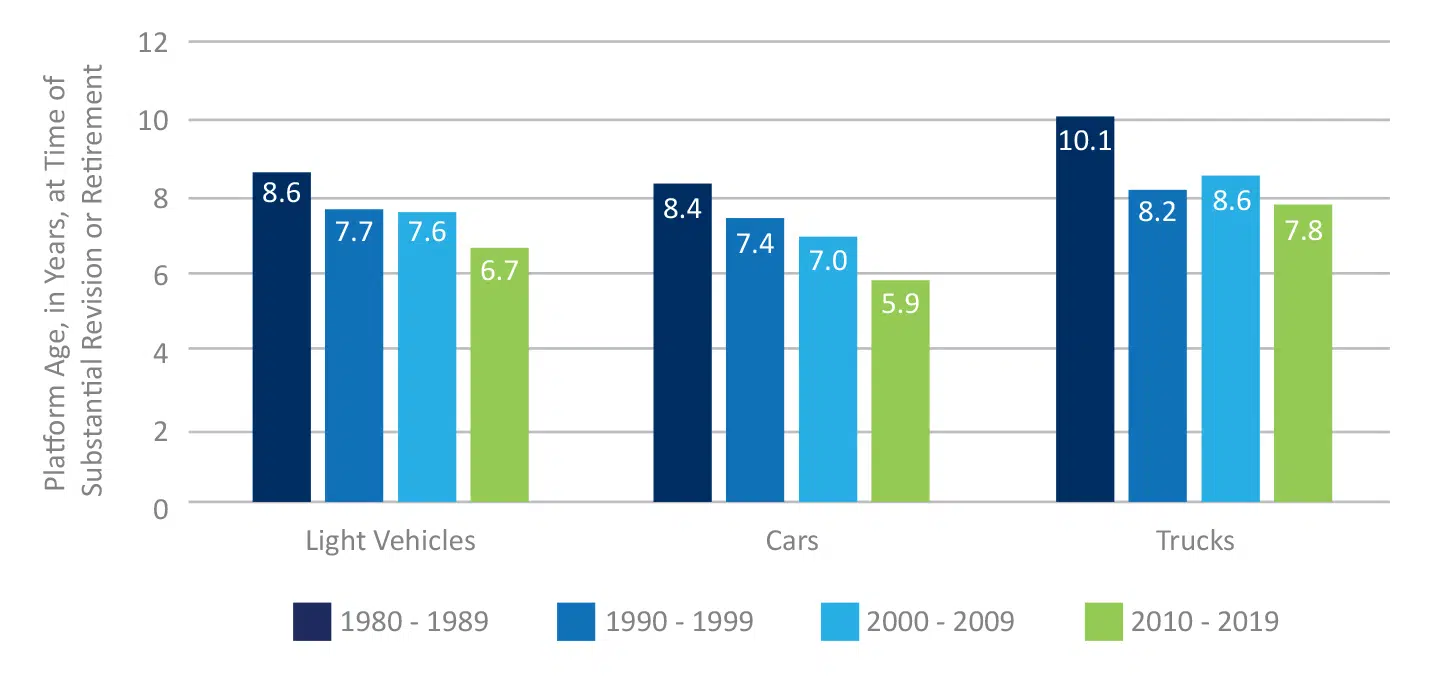 Platform Age, in Years, at Time of
Substantial Revision or Retirement
12
10
8
6
4
2
0
8.6
7.7
7.6
6.7
8.4
7.4
7.0
5.9
10.1
8.2
8.6
7.8
Light Vehicles
Cars
Trucks
1980 - 1989
1990 - 1999
2000 - 2009
2010 - 2019